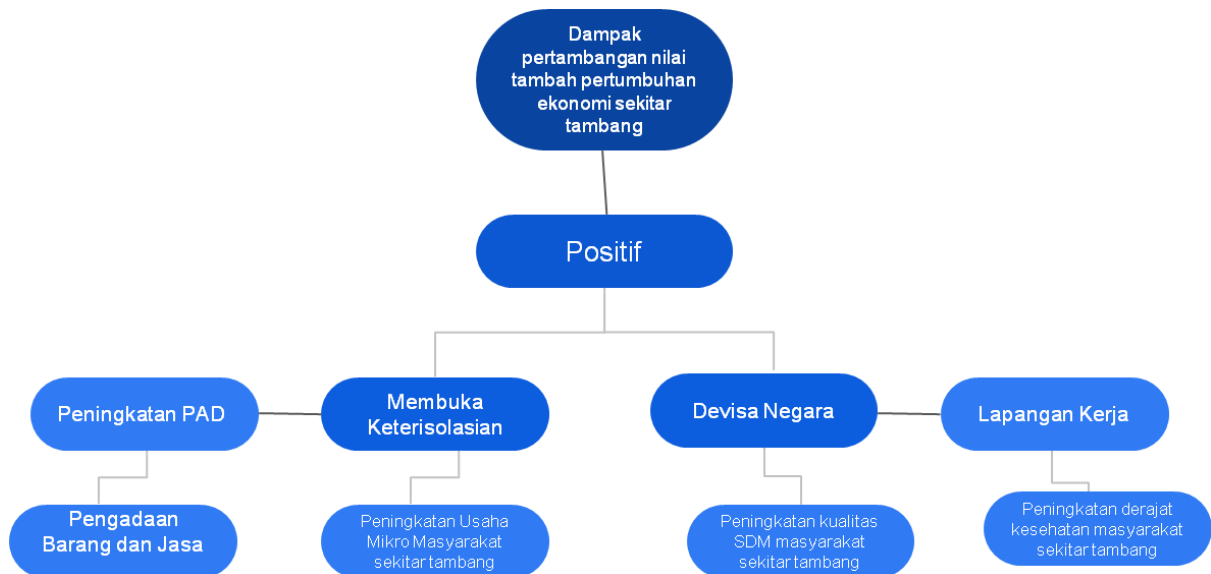 Dampak
pertambangan nilai
tambah pertumbuhan
ekonomi sekitar
tambang
Positif
Peningkatan PAD
Membuka
Keterisolasian
Devisa Negara
Lapangan Kerja
Pengadaan
Barang dan Jasa
Peningkatan Usaha
Mikro Masyarakat
sekitar tambang
Peningkatan kualitas
SDM masyarakat
sekitar tambang
Peningkatan derajat
kesehatan masyarakat
sekitar tambang